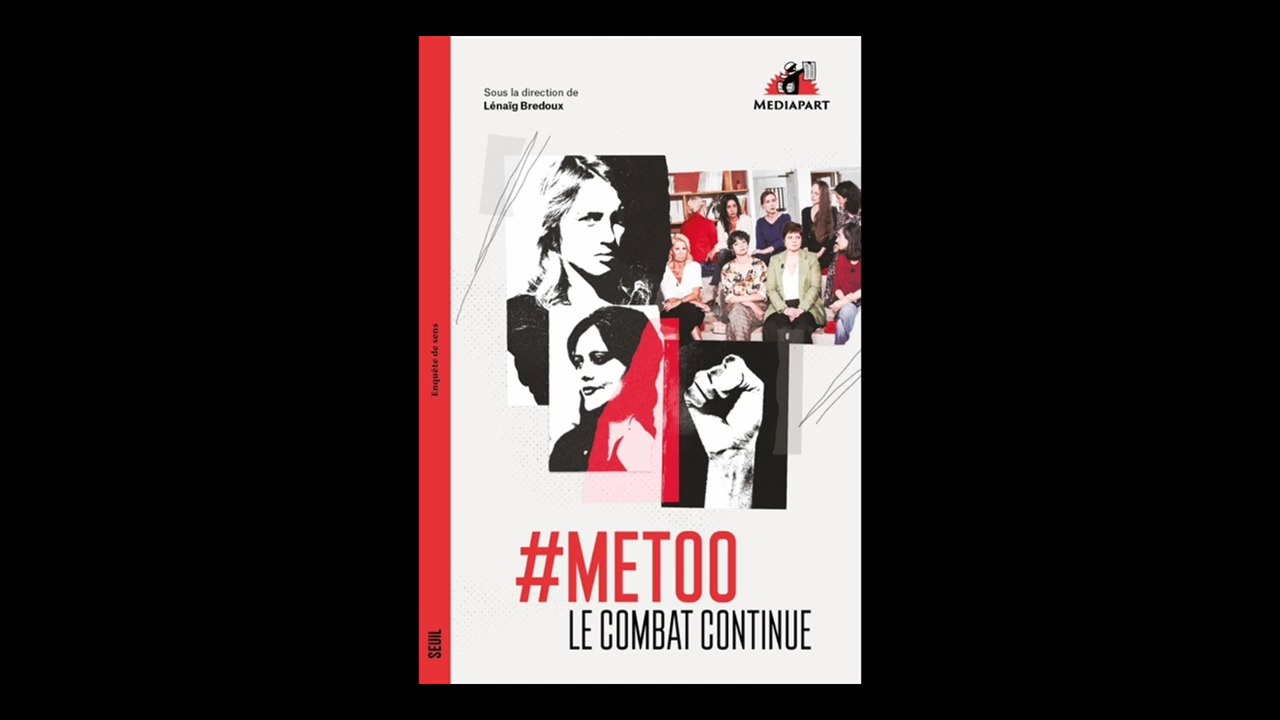 Sous la direction de
Lénaïg Bredoux
MEDIAPART
Enquête de sens
#METOO
LE COMBAT CONTINUE
SEUIL